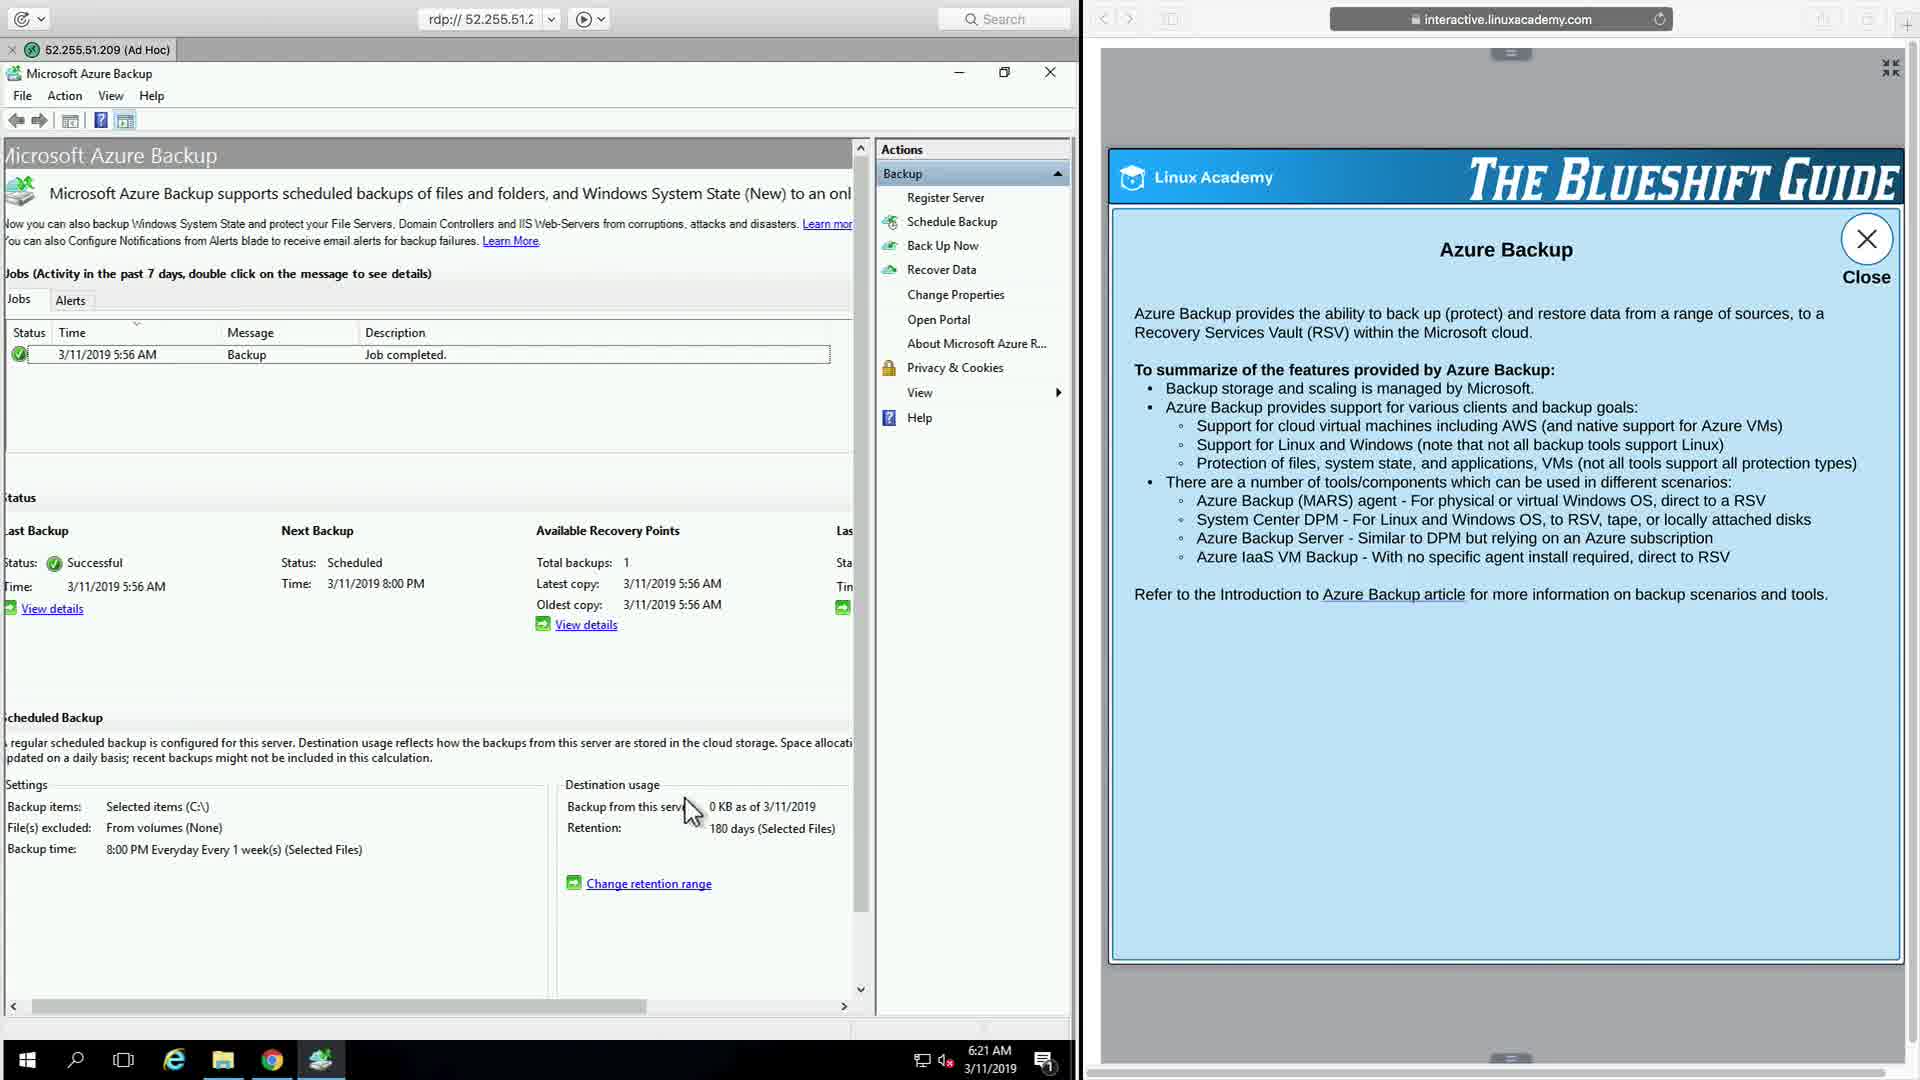 rdp:// 52.255.51.2
Search
52.255.51.209 (Ad Hoc)
Microsoft Azure Backup
File Action View Help
Microsoft Azure Backup
Microsoft Azure Backup supports scheduled backups of files and folders, and Windows System State (New) to an onl
Now you can also backup Windows System State and protect your File Servers, Domain Controllers and IIS Web-Servers from corruptions, attacks and disasters. Learn mor
You can also Configure Notifications from Alerts blade to receive email alerts for backup failures. Learn More.
Jobs (Activity in the past 7 days, double click on the message to see details)
Jobs Alerts
Status Time Message Description
3/11/2019 5:56 AM Backup Job completed.
Status
Last Backup Next Backup Available Recovery Points Las
Status: Successful Status: Scheduled Total backups: 1 Sta
Time: 3/11/2019 5:56 AM Time: 3/11/2019 8:00 PM Latest copy: 3/11/2019 5:56 AM Tin
View details Oldest copy: 3/11/2019 5:56 AM
View details
Scheduled Backup
A regular scheduled backup is configured for this server. Destination usage reflects how the backups from this server are stored in the cloud storage. Space allocati
pdated on a daily basis; recent backups might not be included in this calculation.
Settings
Backup items: Selected items (C:\)
File(s) excluded: From volumes (None)
Backup time: 8:00 PM Everyday Every 1 week(s) (Selected Files)
Destination usage
Backup from this serve 0 KB as of 3/11/2019
Retention: 180 days (Selected Files)
Change retention range
Actions
Backup
Register Server
Schedule Backup
Back Up Now
Recover Data
Change Properties
Open Portal
About Microsoft Azure R...
Privacy & Cookies
View
Help
6:21 AM
3/11/2019
1
interactive.linuxacademy.com
Linux Academy
THE BLUESHIFT GUIDE
Azure Backup
Close
Azure Backup provides the ability to back up (protect) and restore data from a range of sources, to a
Recovery Services Vault (RSV) within the Microsoft cloud.
To summarize of the features provided by Azure Backup:
• Backup storage and scaling is managed by Microsoft.
• Azure Backup provides support for various clients and backup goals:
◦ Support for cloud virtual machines including AWS (and native support for Azure VMs)
◦ Support for Linux and Windows (note that not all backup tools support Linux)
◦ Protection of files, system state, and applications, VMs (not all tools support all protection types)
• There are a number of tools/components which can be used in different scenarios:
◦ Azure Backup (MARS) agent - For physical or virtual Windows OS, direct to a RSV
◦ System Center DPM - For Linux and Windows OS, to RSV, tape, or locally attached disks
◦ Azure Backup Server - Similar to DPM but relying on an Azure subscription
◦ Azure IaaS VM Backup - With no specific agent install required, direct to RSV
Refer to the Introduction to Azure Backup article for more information on backup scenarios and tools.